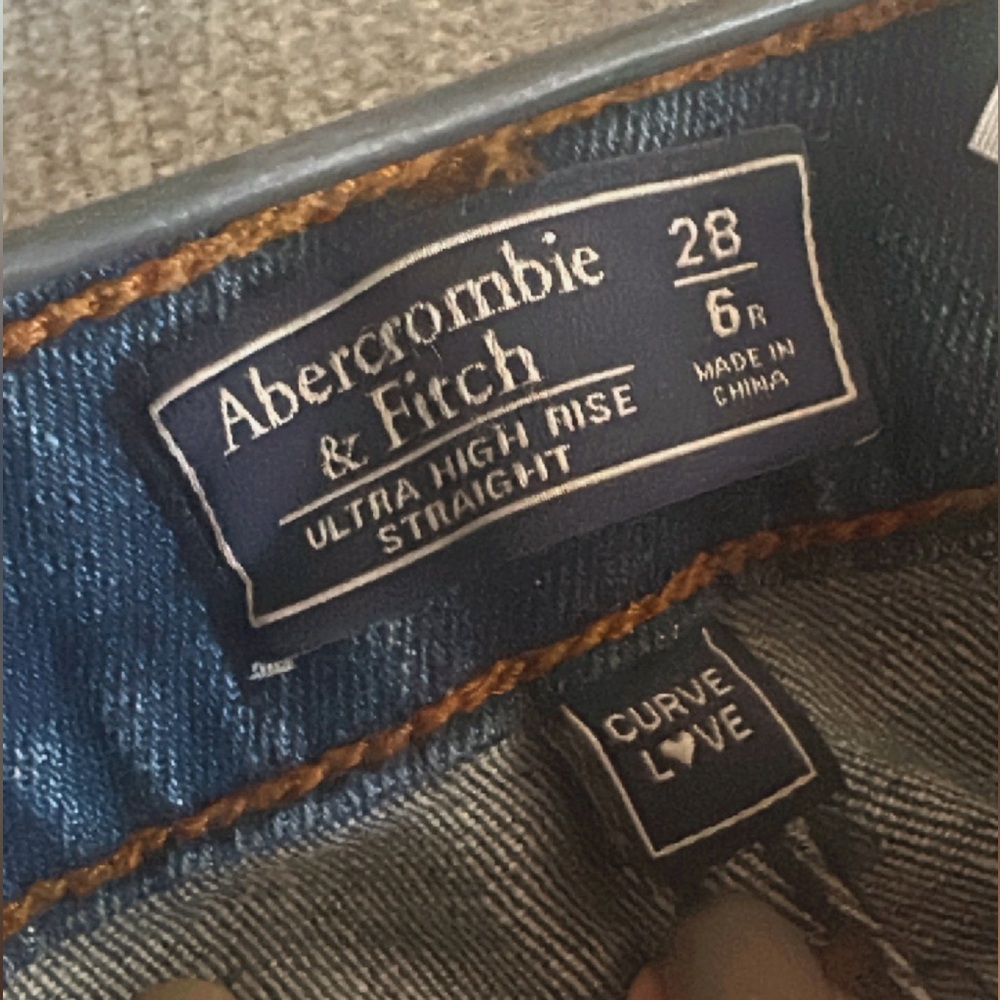 Abercrombie
& Fitch
ULTRA HIGH RISE
STRAIGHT
28
6R
MADE IN
CHINA
CURVE
L♥VE